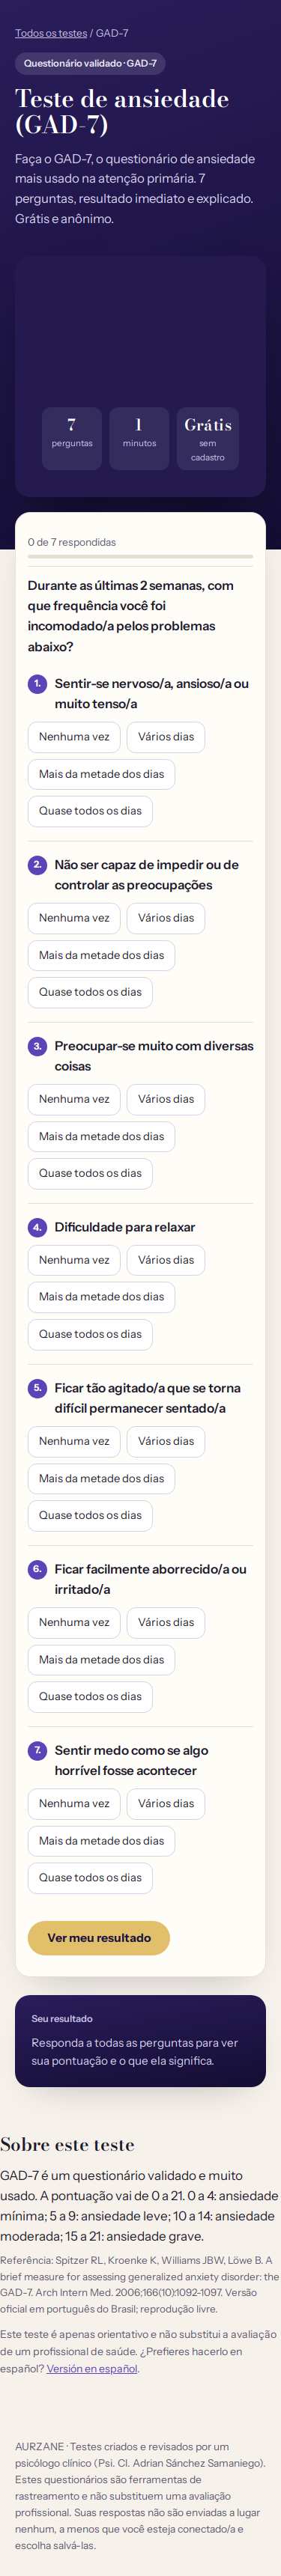 Todos os testes / GAD-7
Questionário validado · GAD-7
Teste de ansiedade
(GAD-7)
Faça o GAD-7, o questionário de ansiedade
mais usado na atenção primária. 7
perguntas, resultado imediato e explicado.
Grátis e anônimo.
7
perguntas
1
minutos
Grátis
sem
cadastro
0 de 7 respondidas
Durante as últimas 2 semanas, com
que frequência você foi
incomodado/a pelos problemas
abaixo?
1. Sentir-se nervoso/a, ansioso/a ou
muito tenso/a
Nenhuma vez Vários dias
Mais da metade dos dias
Quase todos os dias
2. Não ser capaz de impedir ou de
controlar as preocupações
Nenhuma vez Vários dias
Mais da metade dos dias
Quase todos os dias
3. Preocupar-se muito com diversas
coisas
Nenhuma vez Vários dias
Mais da metade dos dias
Quase todos os dias
4. Dificuldade para relaxar
Nenhuma vez Vários dias
Mais da metade dos dias
Quase todos os dias
5. Ficar tão agitado/a que se torna
difícil permanecer sentado/a
Nenhuma vez Vários dias
Mais da metade dos dias
Quase todos os dias
6. Ficar facilmente aborrecido/a ou
irritado/a
Nenhuma vez Vários dias
Mais da metade dos dias
Quase todos os dias
7. Sentir medo como se algo
horrível fosse acontecer
Nenhuma vez Vários dias
Mais da metade dos dias
Quase todos os dias
Ver meu resultado
Seu resultado
Responda a todas as perguntas para ver
sua pontuação e o que ela significa.
Sobre este teste
GAD-7 é um questionário validado e muito
usado. A pontuação vai de 0 a 21. 0 a 4: ansiedade
mínima; 5 a 9: ansiedade leve; 10 a 14: ansiedade
moderada; 15 a 21: ansiedade grave.
Referência: Spitzer RL, Kroenke K, Williams JBW, Löwe B. A
brief measure for assessing generalized anxiety disorder: the
GAD-7. Arch Intern Med. 2006;166(10):1092-1097. Versão
oficial em português do Brasil; reprodução livre.
Este teste é apenas orientativo e não substitui a avaliação
de um profissional de saúde. ¿Prefieres hacerlo en
español? Versión en español.
AURZANE · Testes criados e revisados por um
psicólogo clínico (Psi. Cl. Adrian Sánchez Samaniego).
Estes questionários são ferramentas de
rastreamento e não substituem uma avaliação
profissional. Suas respostas não são enviadas a lugar
nenhum, a menos que você esteja conectado/a e
escolha salvá-las.